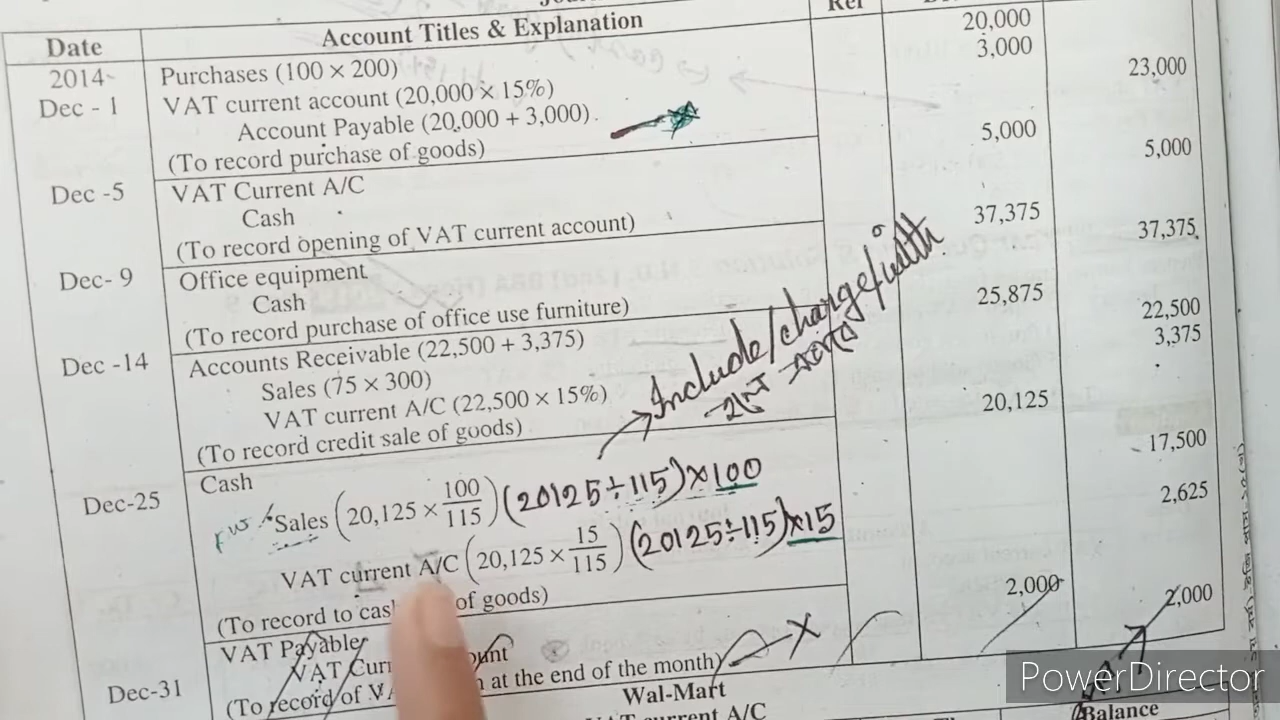 Date Account Titles & Explanation Ref
2014 Purchases (100 × 200) 20,000
Dec - 1 VAT current account (20,000 × 15%) 3,000
Account Payable (20,000 + 3,000). 23,000
(To record purchase of goods)
Dec -5 VAT Current A/C 5,000
Cash 5,000
(To record opening of VAT current account)
Dec- 9 Office equipment 37,375
Cash 37,375
(To record purchase of office use furniture)
Dec -14 Accounts Receivable (22,500 + 3,375) 25,875
Sales (75 × 300) 22,500
VAT current A/C (22,500 × 15%) 3,375
(To record credit sale of goods)
Include/charge/with
Dec-25 Cash 20,125
Sales (20,125 × 100/115) (20125÷115)×100 17,500
VAT current A/C (20,125 × 15/115) (20125÷115)×15 2,625
(To record to of goods)
Dec-31 VAT Payable 2,000
VAT 2,000
(To record of at the end of the month)
Wal-Mart
current A/C
Balance
PowerDirector